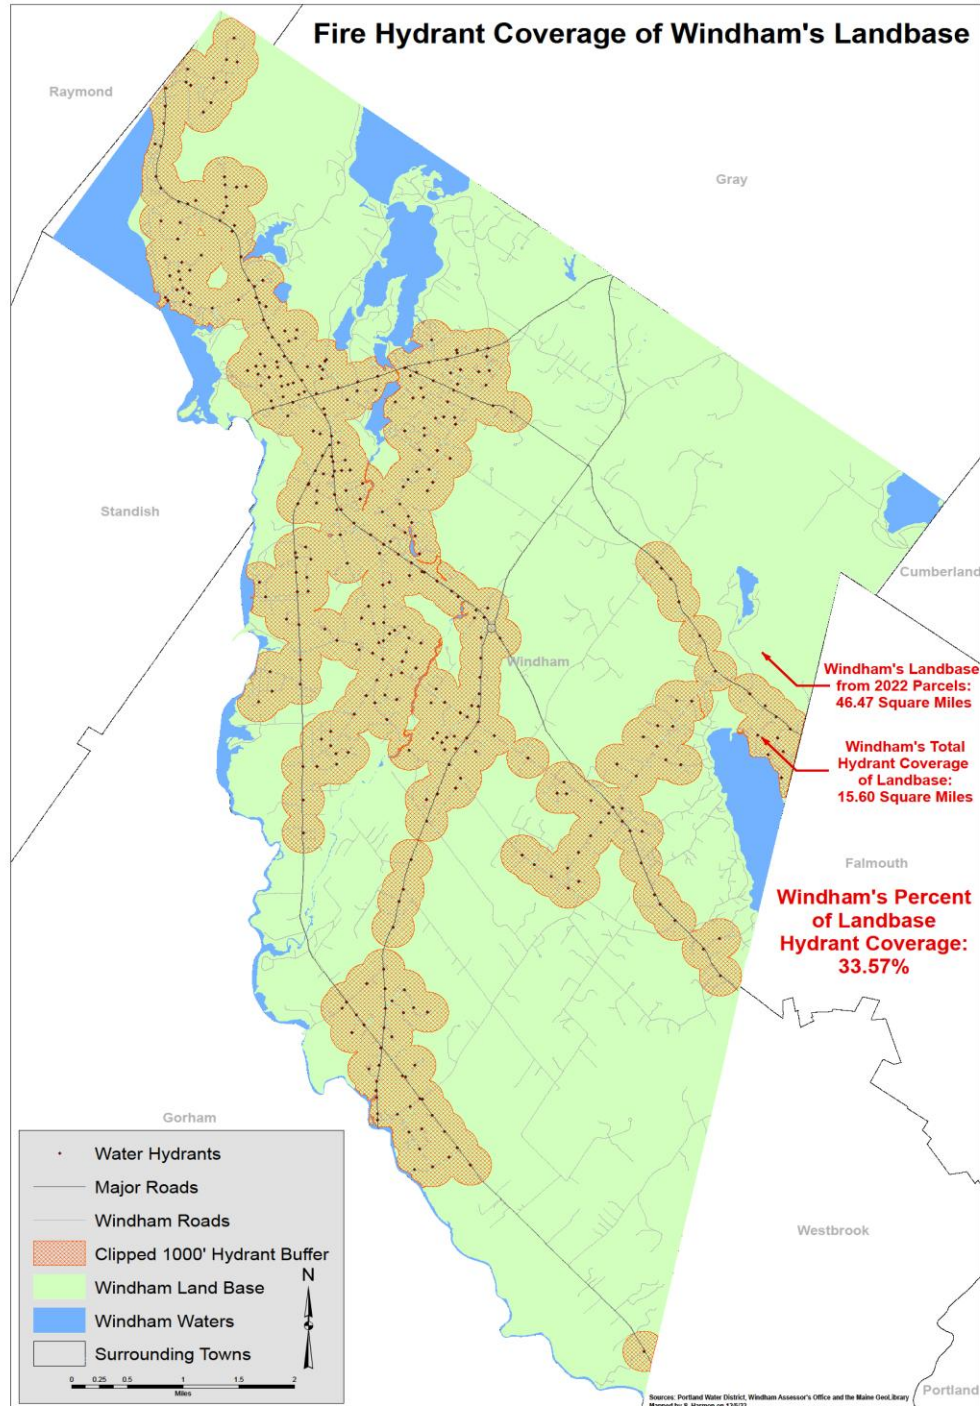 Fire Hydrant Coverage of Windham's Landbase
Raymond
Gray
Standish
Cumberland
Windham
Windham's Landbase
from 2022 Parcels:
46.47 Square Miles
Windham's Total
Hydrant Coverage
of Landbase:
15.60 Square Miles
Falmouth
Windham's Percent
of Landbase
Hydrant Coverage:
33.57%
Gorham
Westbrook
Portland
Water Hydrants
Major Roads
Windham Roads
Clipped 1000' Hydrant Buffer
N
Windham Land Base
Windham Waters
Surrounding Towns
0 0.25 0.5 1 1.5 2
Miles
Sources: Portland Water District, Windham Assessor's Office and the Maine GeoLibrary
Mapped by on